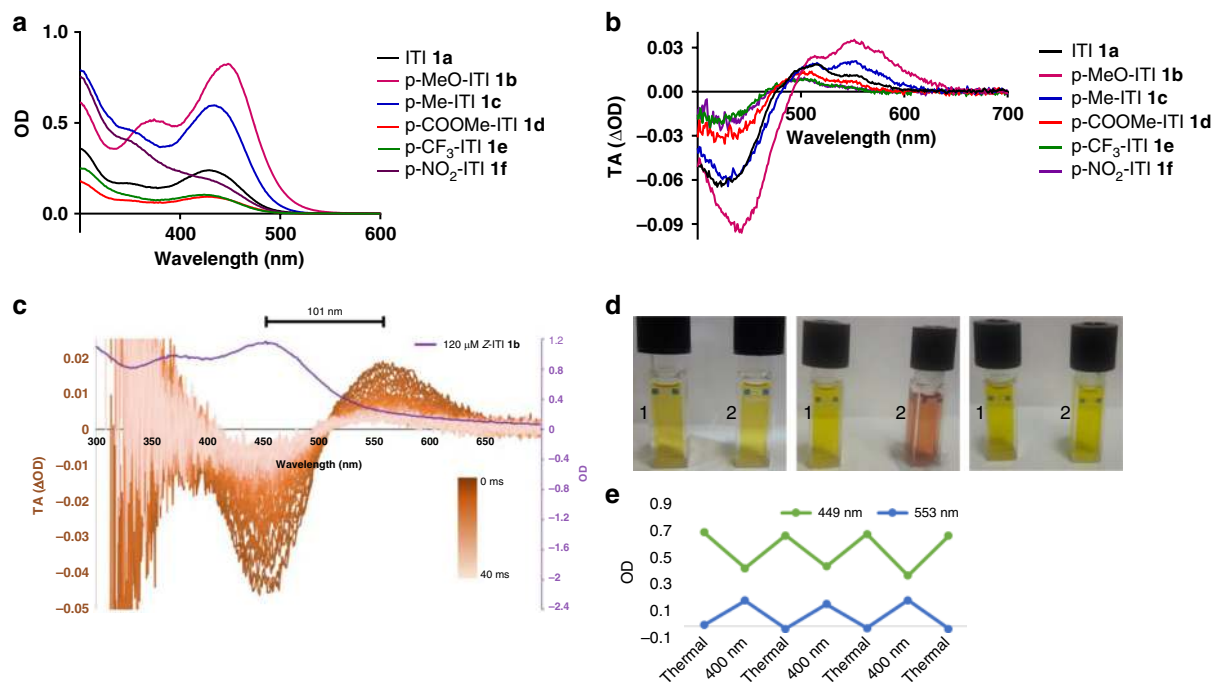 a
1.0
0.5
0.0
OD
400
500
600
Wavelength (nm)
ITI 1a
p-MeO-ITI 1b
p-Me-ITI 1c
p-COOMe-ITI 1d
p-CF3-ITI 1e
p-NO2-ITI 1f
b
0.03
0.00
−0.03
−0.06
−0.09
TA (ΔOD)
500
600
700
Wavelength (nm)
ITI 1a
p-MeO-ITI 1b
p-Me-ITI 1c
p-COOMe-ITI 1d
p-CF3-ITI 1e
p-NO2-ITI 1f
c
101 nm
120 μM Z-ITI 1b
0.02
0.01
0
−0.01
−0.02
−0.03
−0.04
−0.05
TA (ΔOD)
300
350
400
450
500
550
600
650
Wavelength (nm)
0 ms
40 ms
1.2
0.8
0.4
0
−0.4
−0.8
−1.2
−1.6
−2
−2.4
OD
d
1
2
1
2
1
2
e
449 nm
553 nm
0.9
0.7
0.5
0.3
0.1
−0.1
OD
Thermal
400 nm
Thermal
400 nm
Thermal
400 nm
Thermal